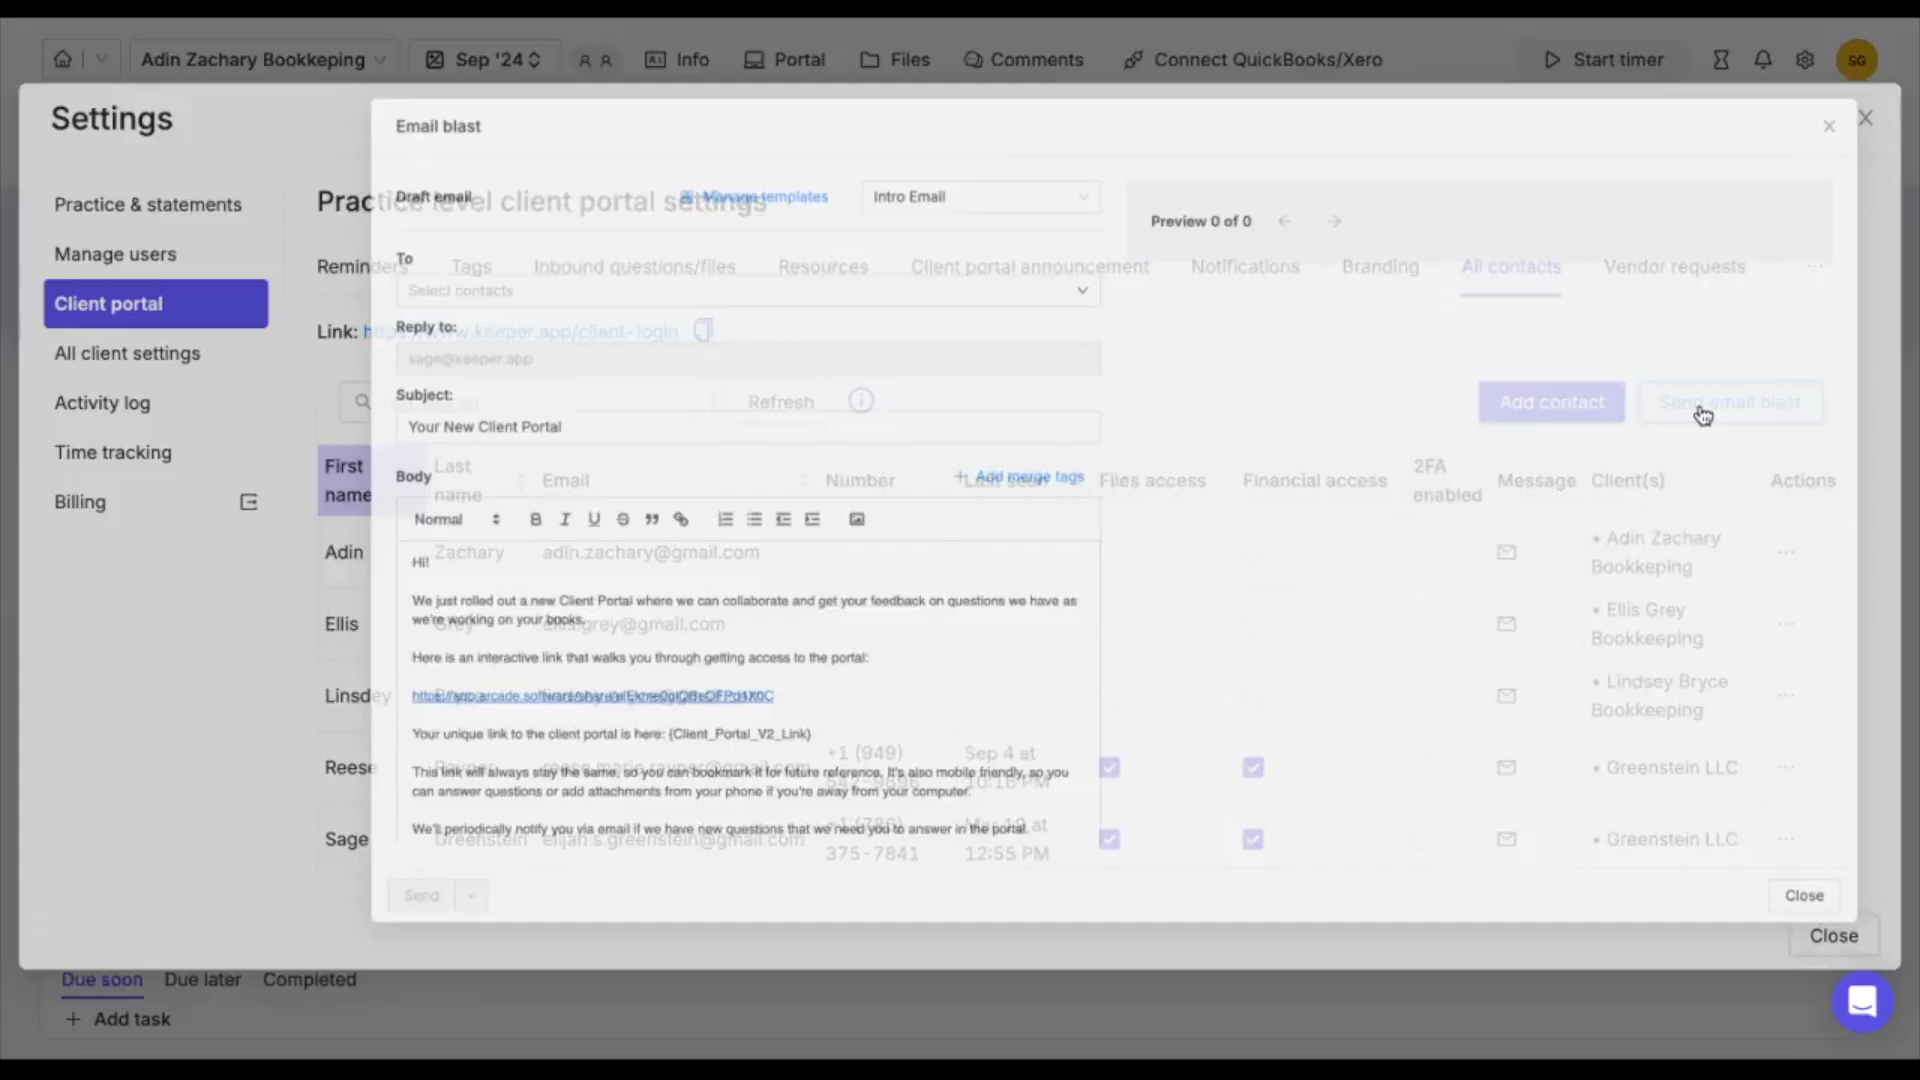 Adin Zachary Bookkeping
Sep '24
Info
Portal
Files
Comments
Connect QuickBooks/Xero
Start timer
SG
Settings
Practice & statements
Manage users
Client portal
All client settings
Activity log
Time tracking
Billing
Practice level client portal settings
Reminders
Tags
Inbound questions/files
Resources
Client portal announcement
Notifications
Branding
All contacts
Vendor requests
Link: https://www.keeper.app/client-login
Refresh
Add contact
Send email blast
First name
Last name
Email
Number
Last seen
Files access
Financial access
2FA enabled
Message
Client(s)
Actions
Adin Zachary adin.zachary@gmail.com
• Adin Zachary
Bookkeping
Ellis Grey ellis.grey@gmail.com
• Ellis Grey
Bookkeeping
Linsdey
• Lindsey Bryce
Bookkeeping
Reese
+1 (949)
Sep 4 at
10:16 PM
• Greenstein LLC
Sage Greenstein elijah.s.greenstein@gmail.com
+1 (786)
375-7841
12:55 PM
• Greenstein LLC
Email blast
Draft email
Manage templates
Intro Email
Preview 0 of 0
To
Select contacts
Reply to:
sage@keeper.app
Subject:
Your New Client Portal
Body
Add merge tags
Normal
Hi!
We just rolled out a new Client Portal where we can collaborate and get your feedback on questions we have as
we're working on your books.
Here is an interactive link that walks you through getting access to the portal:
Your unique link to the client portal is here: {Client_Portal_V2_Link}
This link will always stay the same, so you can bookmark it for future reference. It's also mobile friendly, so you
can answer questions or add attachments from your phone if you're away from your computer.
We'll periodically notify you via email if we have new questions that we need you to answer in the portal.
Send
Close
Close
Due soon
Due later
Completed
Add task